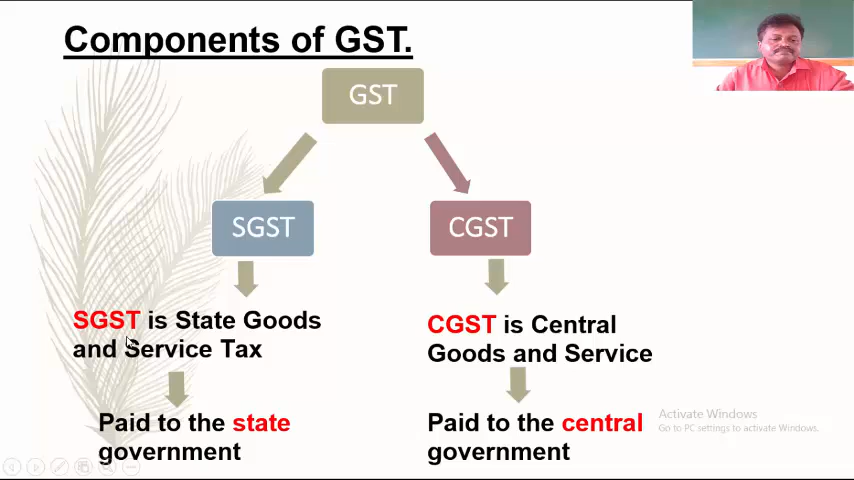 Components of GST.
GST
SGST
CGST
SGST is State Goods
and Service Tax
CGST is Central
Goods and Service
Paid to the state
government
Paid to the central
government
Activate Windows
Go to PC settings to activate Windows.